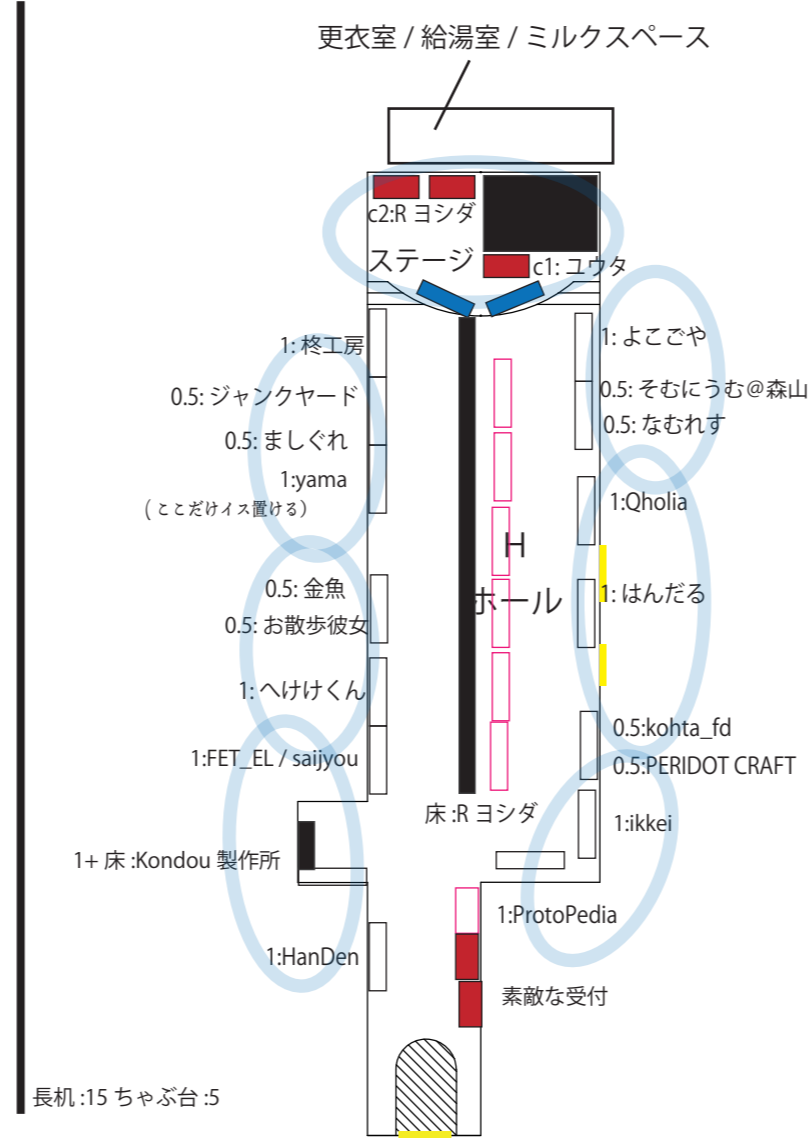 更衣室 / 給湯室 / ミルクスペース
c2:R ヨシダ
ステージ
c1: ユウタ
1: 柊工房
0.5: ジャンクヤード
0.5: ましぐれ
1:yama
( ここだけイス置ける)
0.5: 金魚
0.5: お散歩彼女
1: へけけくん
1:FET_EL / saijyou
1+ 床 :Kondou 製作所
1:HanDen
H
ホール
床 :R ヨシダ
1: よこごや
0.5: そむにうむ@森山
0.5: なむれす
1:Qholia
1: はんだる
0.5:kohta_fd
0.5:PERIDOT CRAFT
1:ikkei
1:ProtoPedia
素敵な受付
長机 :15 ちゃぶ台 :5